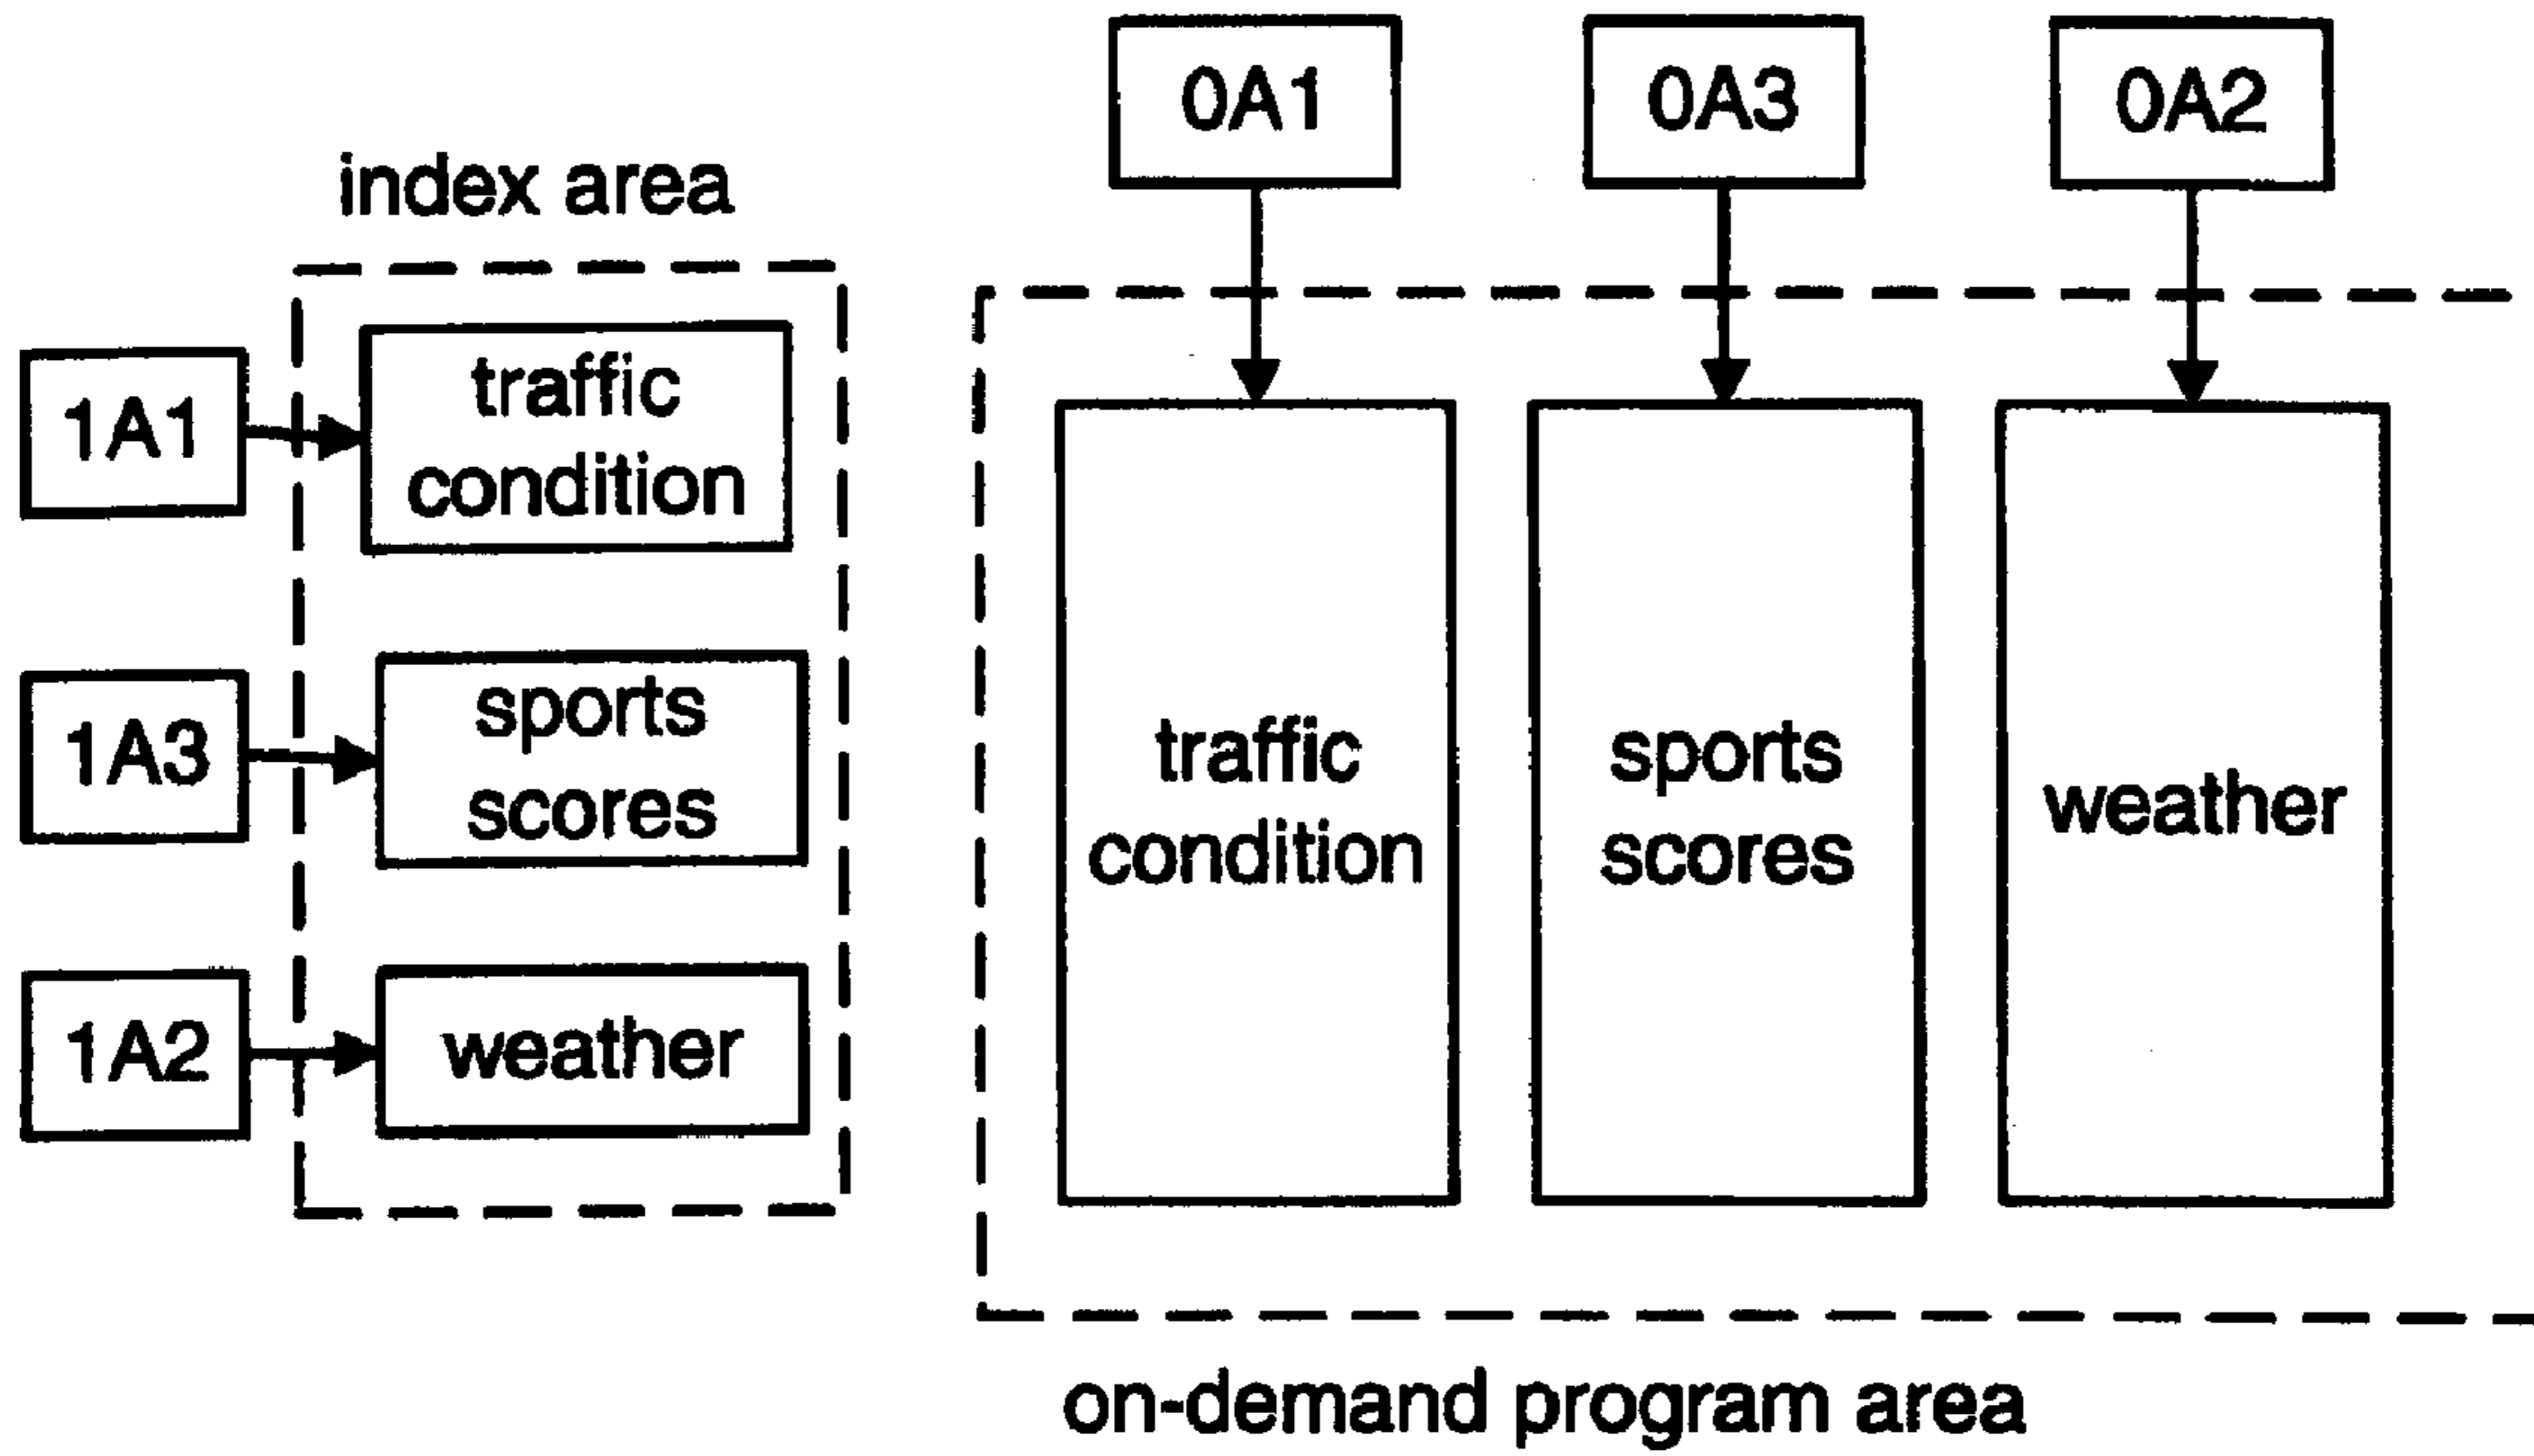 index area
1A1
traffic
condition
1A3
sports
scores
1A2
weather
0A1
0A3
0A2
traffic
condition
sports
scores
weather
on-demand program area